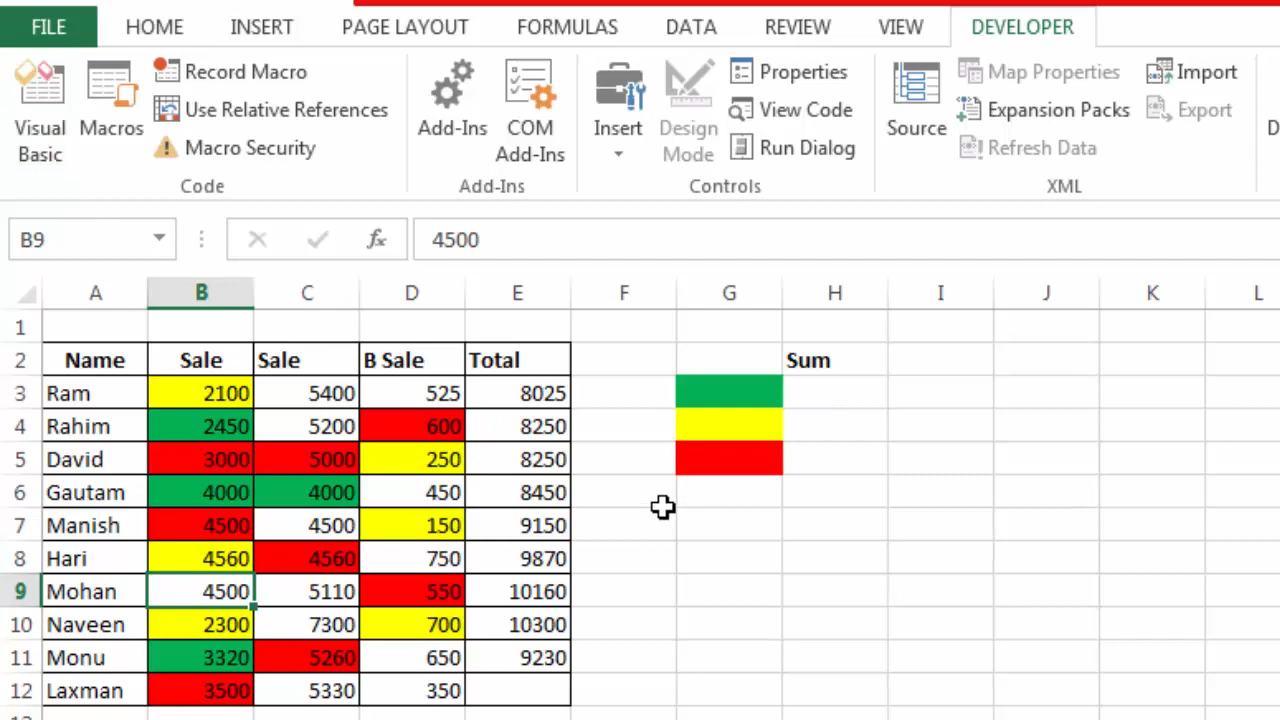 FILE HOME INSERT PAGE LAYOUT FORMULAS DATA REVIEW VIEW DEVELOPER
Visual Basic
Macros
Record Macro
Use Relative References
Macro Security
Code
Add-Ins
COM Add-Ins
Add-Ins
Insert
Design Mode
Properties
View Code
Run Dialog
Controls
Source
Map Properties
Expansion Packs
Refresh Data
Import
Export
XML
D
B9 fx 4500
A B C D E F G H I J K L
1
2 Name Sale Sale B Sale Total Sum
3 Ram 2100 5400 525 8025
4 Rahim 2450 5200 600 8250
5 David 3000 5000 250 8250
6 Gautam 4000 4000 450 8450
7 Manish 4500 4500 150 9150
8 Hari 4560 4560 750 9870
9 Mohan 4500 5110 550 10160
10 Naveen 2300 7300 700 10300
11 Monu 3320 5260 650 9230
12 Laxman 3500 5330 350